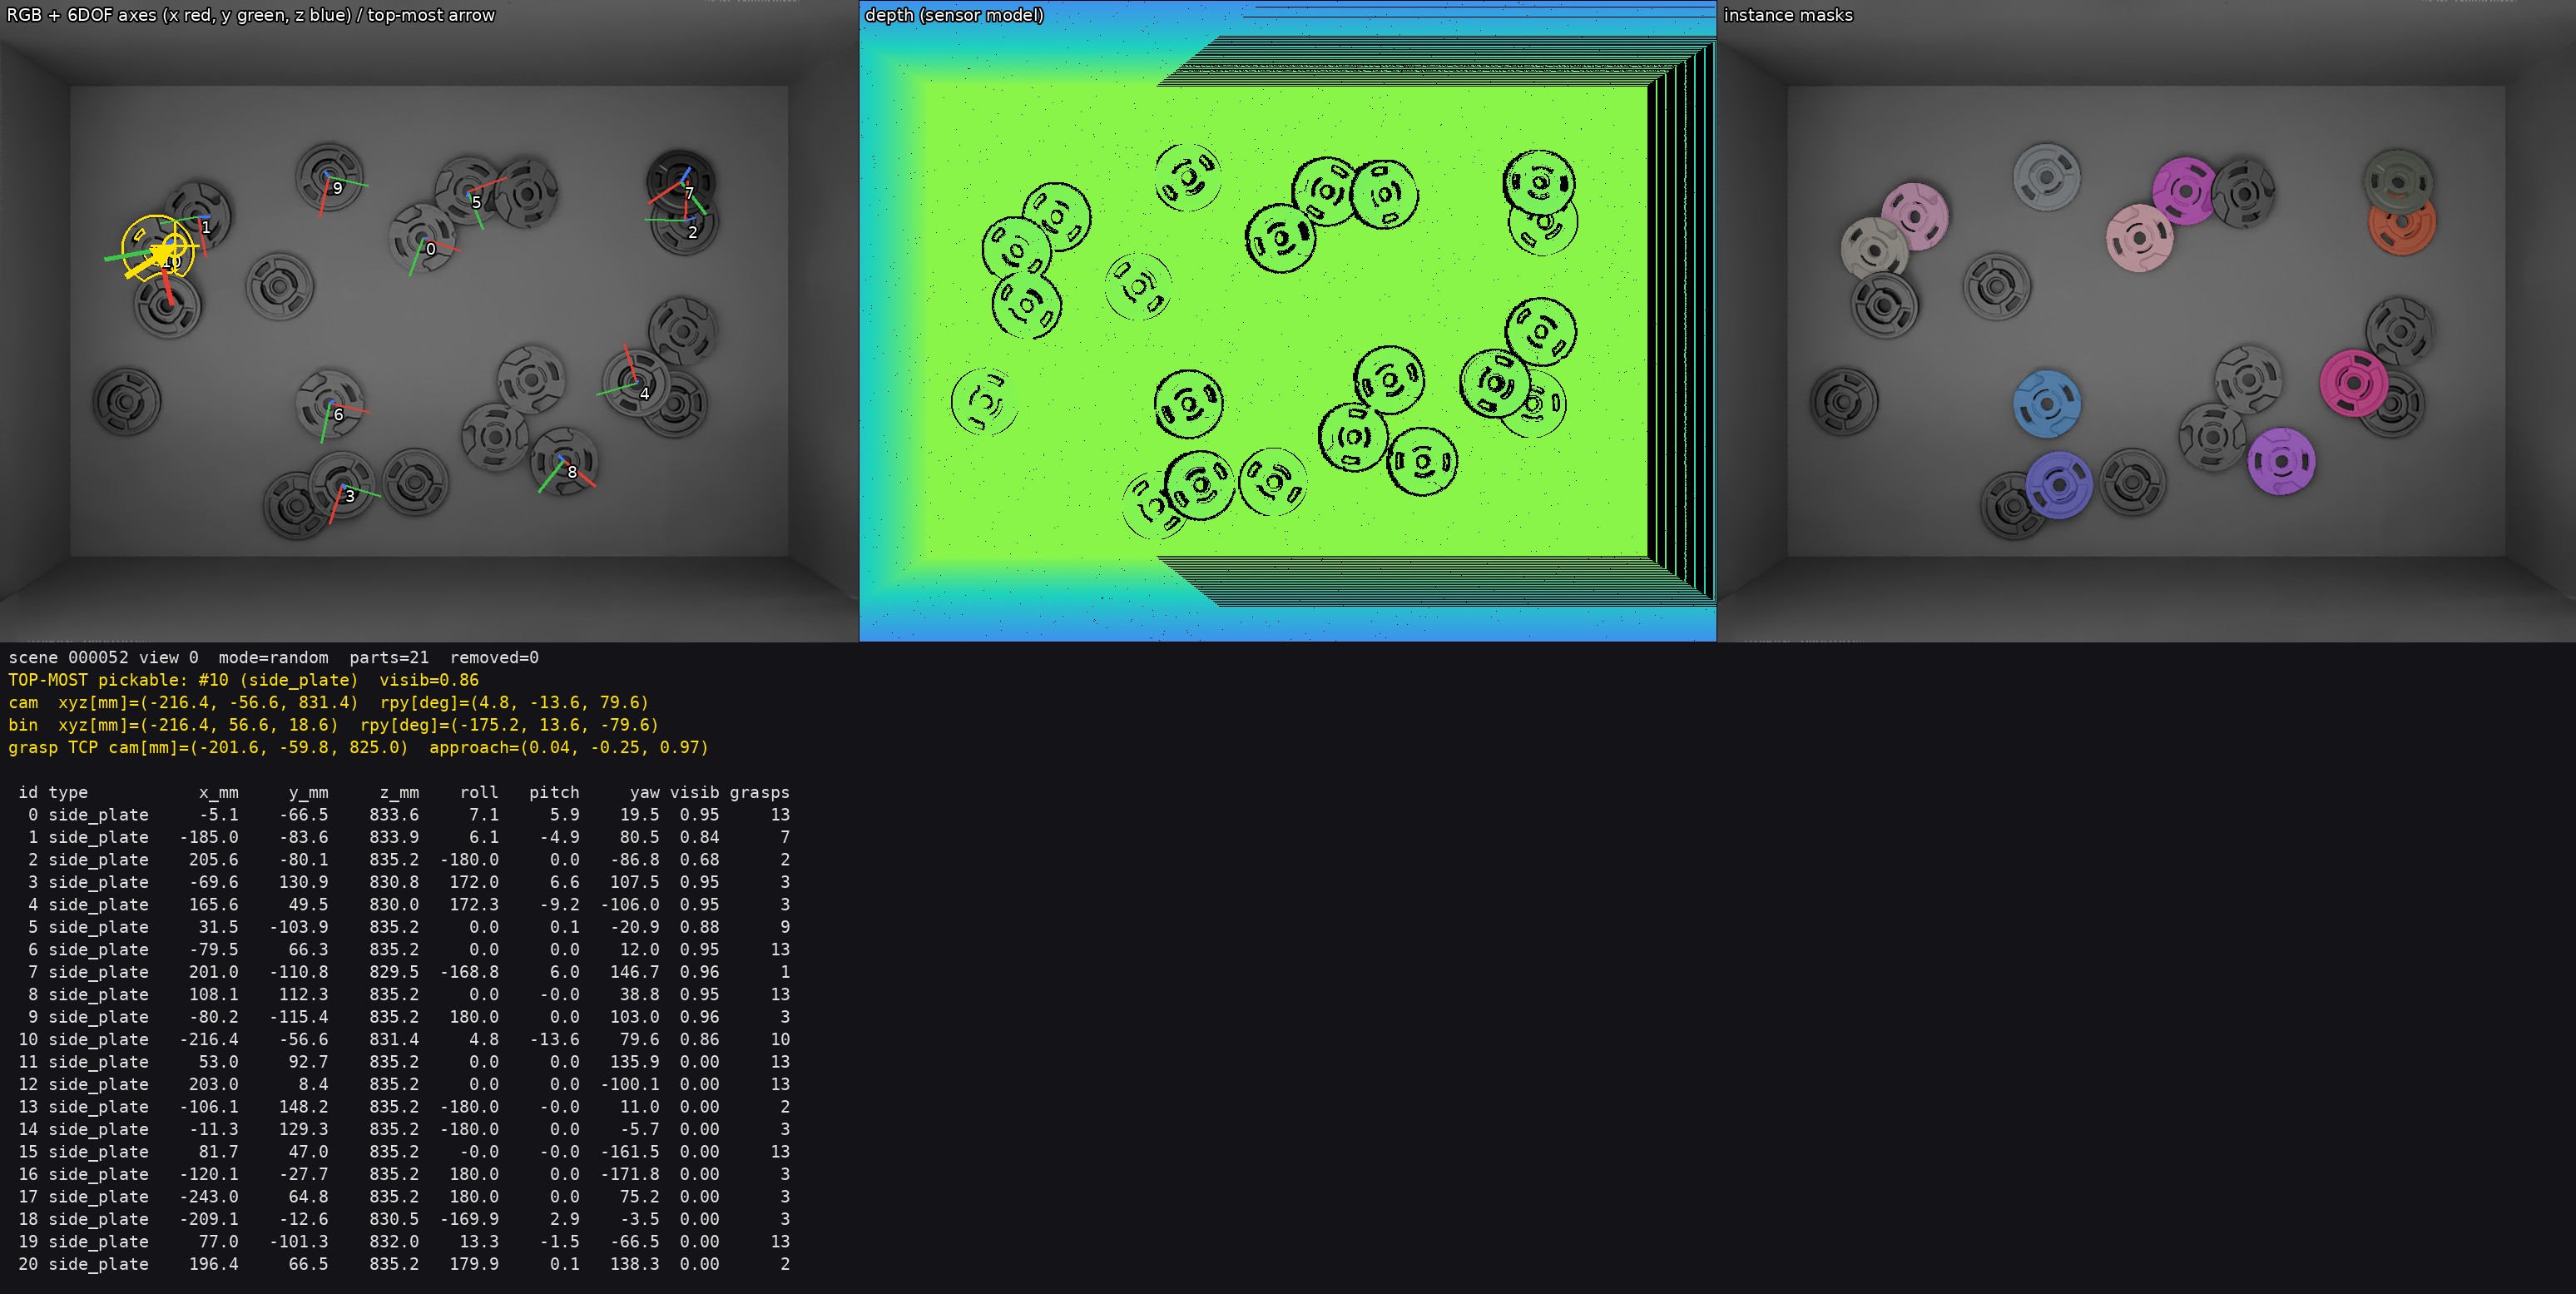 RGB + 6DOF axes (x red, y green, z blue) / top-most arrow
depth (sensor model)
instance masks
9
5
7
1
2
0
10
4
6
8
3
scene 000052 view 0  mode=random  parts=21  removed=0
TOP-MOST pickable: #10 (side_plate)  visib=0.86
cam  xyz[mm]=(-216.4, -56.6, 831.4)  rpy[deg]=(4.8, -13.6, 79.6)
bin  xyz[mm]=(-216.4, 56.6, 18.6)  rpy[deg]=(-175.2, 13.6, -79.6)
grasp TCP cam[mm]=(-201.6, -59.8, 825.0)  approach=(0.04, -0.25, 0.97)
id type x_mm y_mm z_mm roll pitch yaw visib grasps
0 side_plate -5.1 -66.5 833.6 7.1 5.9 19.5 0.95 13
1 side_plate -185.0 -83.6 833.9 6.1 -4.9 80.5 0.84 7
2 side_plate 205.6 -80.1 835.2 -180.0 0.0 -86.8 0.68 2
3 side_plate -69.6 130.9 830.8 172.0 6.6 107.5 0.95 3
4 side_plate 165.6 49.5 830.0 172.3 -9.2 -106.0 0.95 3
5 side_plate 31.5 -103.9 835.2 0.0 0.1 -20.9 0.88 9
6 side_plate -79.5 66.3 835.2 0.0 0.0 12.0 0.95 13
7 side_plate 201.0 -110.8 829.5 -168.8 6.0 146.7 0.96 1
8 side_plate 108.1 112.3 835.2 0.0 -0.0 38.8 0.95 13
9 side_plate -80.2 -115.4 835.2 180.0 0.0 103.0 0.96 3
10 side_plate -216.4 -56.6 831.4 4.8 -13.6 79.6 0.86 10
11 side_plate 53.0 92.7 835.2 0.0 0.0 135.9 0.00 13
12 side_plate 203.0 8.4 835.2 0.0 0.0 -100.1 0.00 13
13 side_plate -106.1 148.2 835.2 -180.0 -0.0 11.0 0.00 2
14 side_plate -11.3 129.3 835.2 -180.0 0.0 -5.7 0.00 3
15 side_plate 81.7 47.0 835.2 -0.0 -0.0 -161.5 0.00 13
16 side_plate -120.1 -27.7 835.2 180.0 0.0 -171.8 0.00 3
17 side_plate -243.0 64.8 835.2 180.0 0.0 75.2 0.00 3
18 side_plate -209.1 -12.6 830.5 -169.9 2.9 -3.5 0.00 3
19 side_plate 77.0 -101.3 832.0 13.3 -1.5 -66.5 0.00 13
20 side_plate 196.4 66.5 835.2 179.9 0.1 138.3 0.00 2